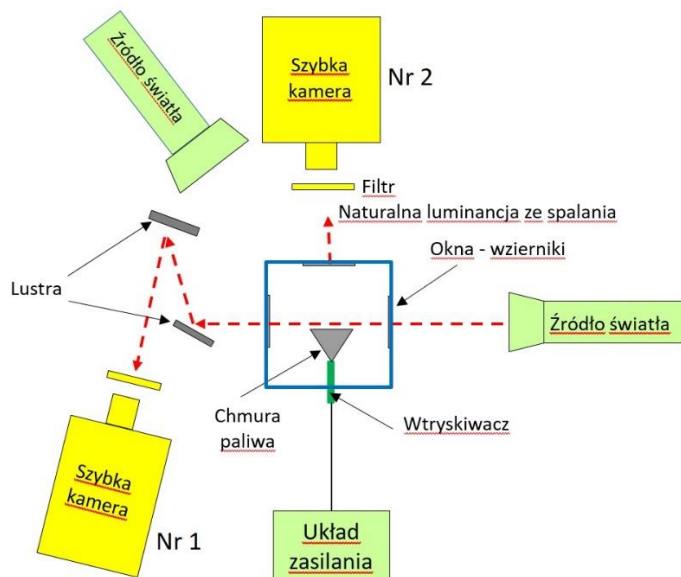 Źródło światła
Szybka
kamera
Nr 2
Filtr
Naturalna luminancja ze spalania
Okna - wzierniki
Lustra
Źródło światła
Chmura
paliwa
Wtryskiwacz
Szybka
kamera
Nr 1
Układ
zasilania